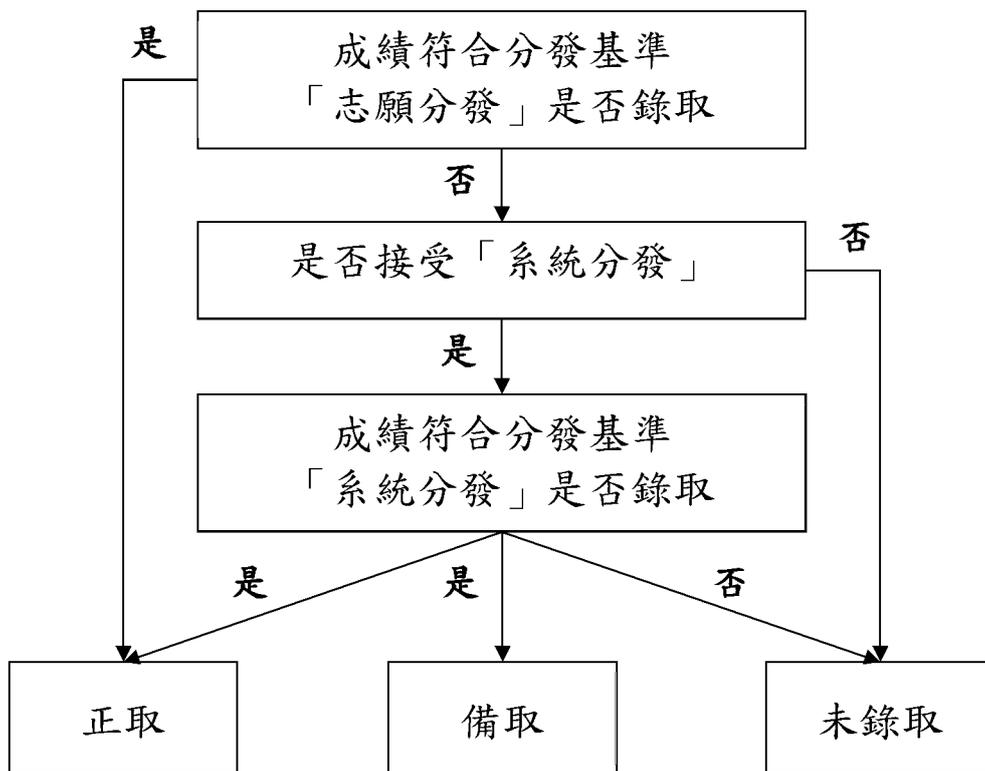 是
成績符合分發基準
「志願分發」是否錄取
否
是否接受「系統分發」
否
是
成績符合分發基準
「系統分發」是否錄取
是
是
否
正取
備取
未錄取